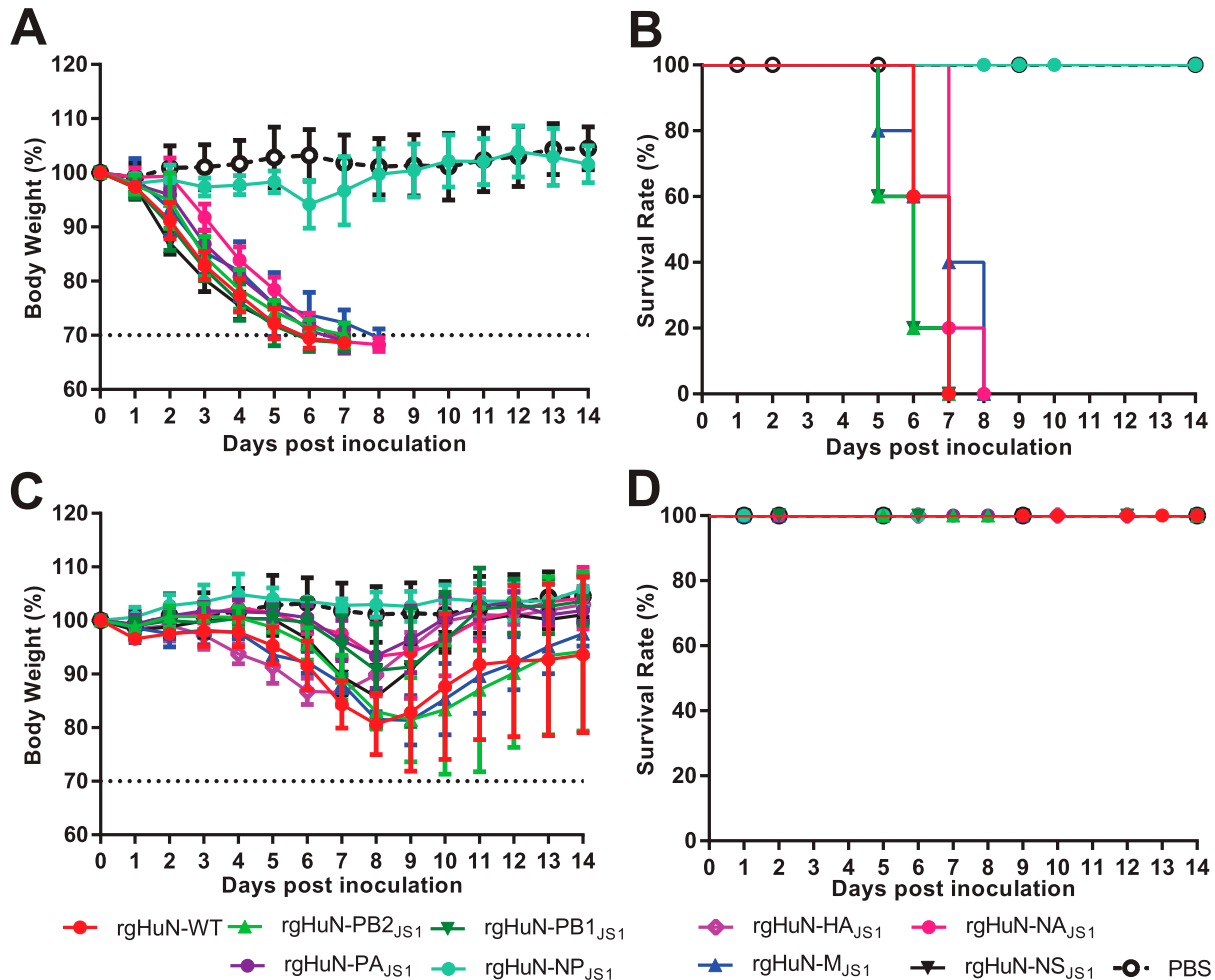 A
Body Weight (%)
120
110
100
90
80
70
60
0 1 2 3 4 5 6 7 8 9 10 11 12 13 14
Days post inoculation
B
Survival Rate (%)
100
80
60
40
20
0
0 1 2 3 4 5 6 7 8 9 10 11 12 13 14
Days post inoculation
C
Body Weight (%)
120
110
100
90
80
70
60
0 1 2 3 4 5 6 7 8 9 10 11 12 13 14
Days post inoculation
D
Survival Rate (%)
100
80
60
40
20
0
0 1 2 3 4 5 6 7 8 9 10 11 12 13 14
Days post inoculation
rgHuN-WT rgHuN-PB2JS1 rgHuN-PB1JS1
rgHuN-PAJS1 rgHuN-NPJS1
rgHuN-HAJS1 rgHuN-NAJS1
rgHuN-MJS1 rgHuN-NSJS1 PBS